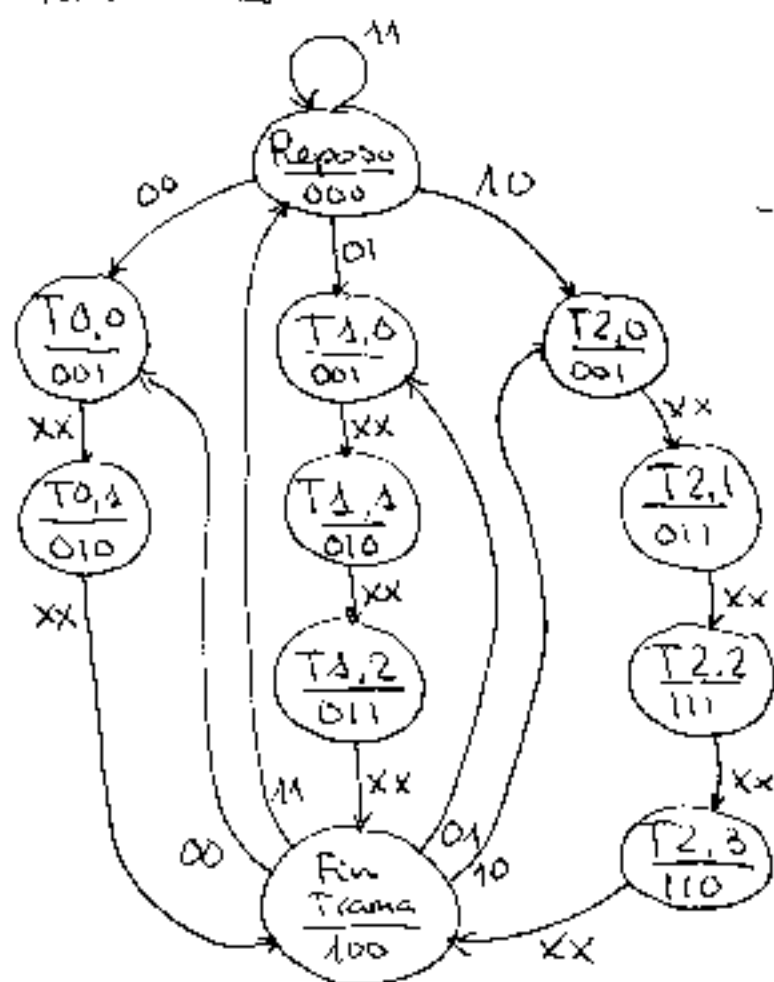 11
Reposo
000
00
10
01
T0,0
001
T1,0
001
T2,0
001
xx
xx
xx
T0,1
010
T1,1
010
T2,1
011
xx
xx
xx
T1,2
011
T2,2
111
xx
xx
11
00
01
10
T2,3
110
Fin
Trama
100
xx